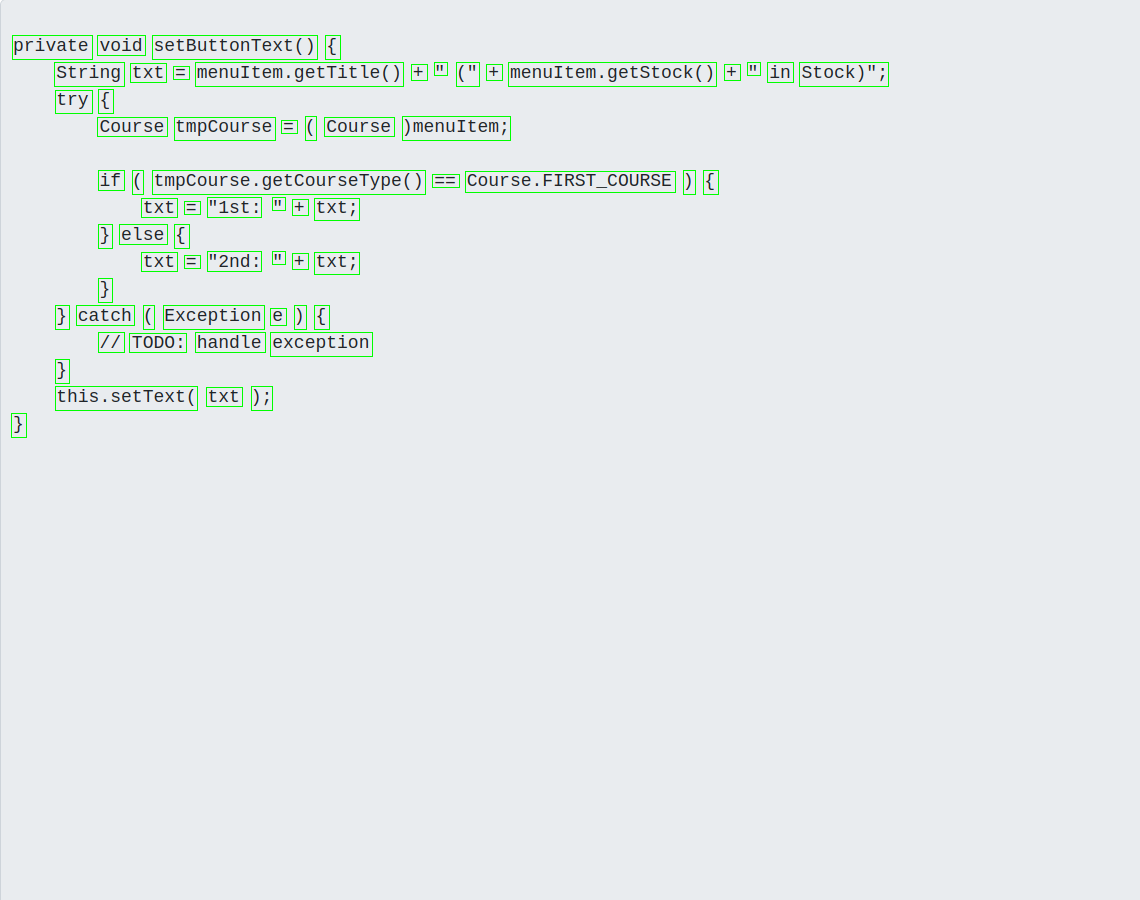 private void setButtonText() {
String txt = menuItem.getTitle() + " (" + menuItem.getStock() + " in Stock)";
try {
Course tmpCourse = ( Course )menuItem;
if ( tmpCourse.getCourseType() == Course.FIRST_COURSE ) {
txt = "1st: " + txt;
} else {
txt = "2nd: " + txt;
}
} catch ( Exception e ) {
// TODO: handle exception
}
this.setText( txt );
}